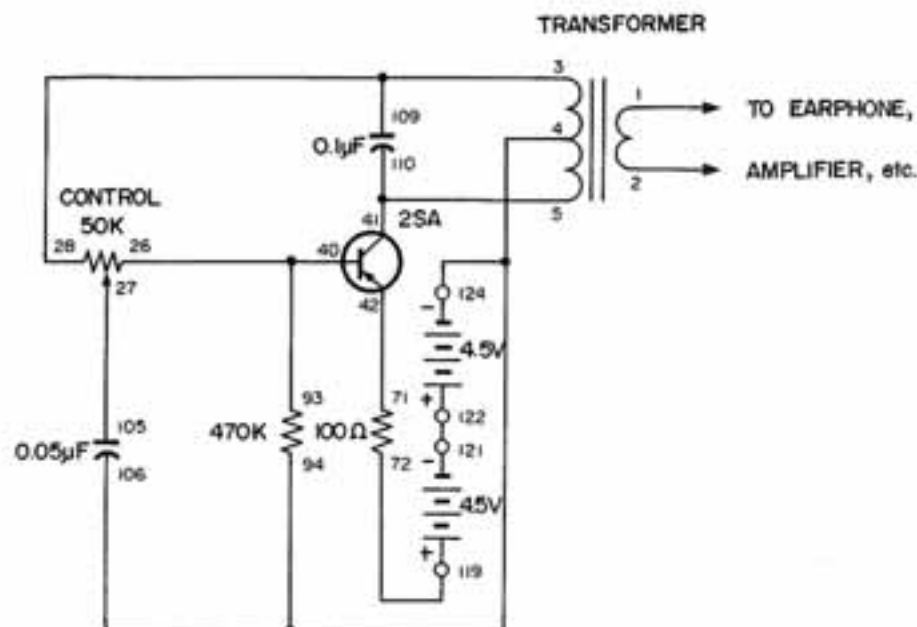 TRANSFORMER
3
1
TO EARPHONE,
109
4
0.1µF
110
AMPLIFIER, etc.
2
CONTROL
50K
41
2SA
5
28
26
40
27
42
124
-
4.5V
+
93
71
122
105
470K
100Ω
121
0.05µF
94
72
-
106
4.5V
+
119